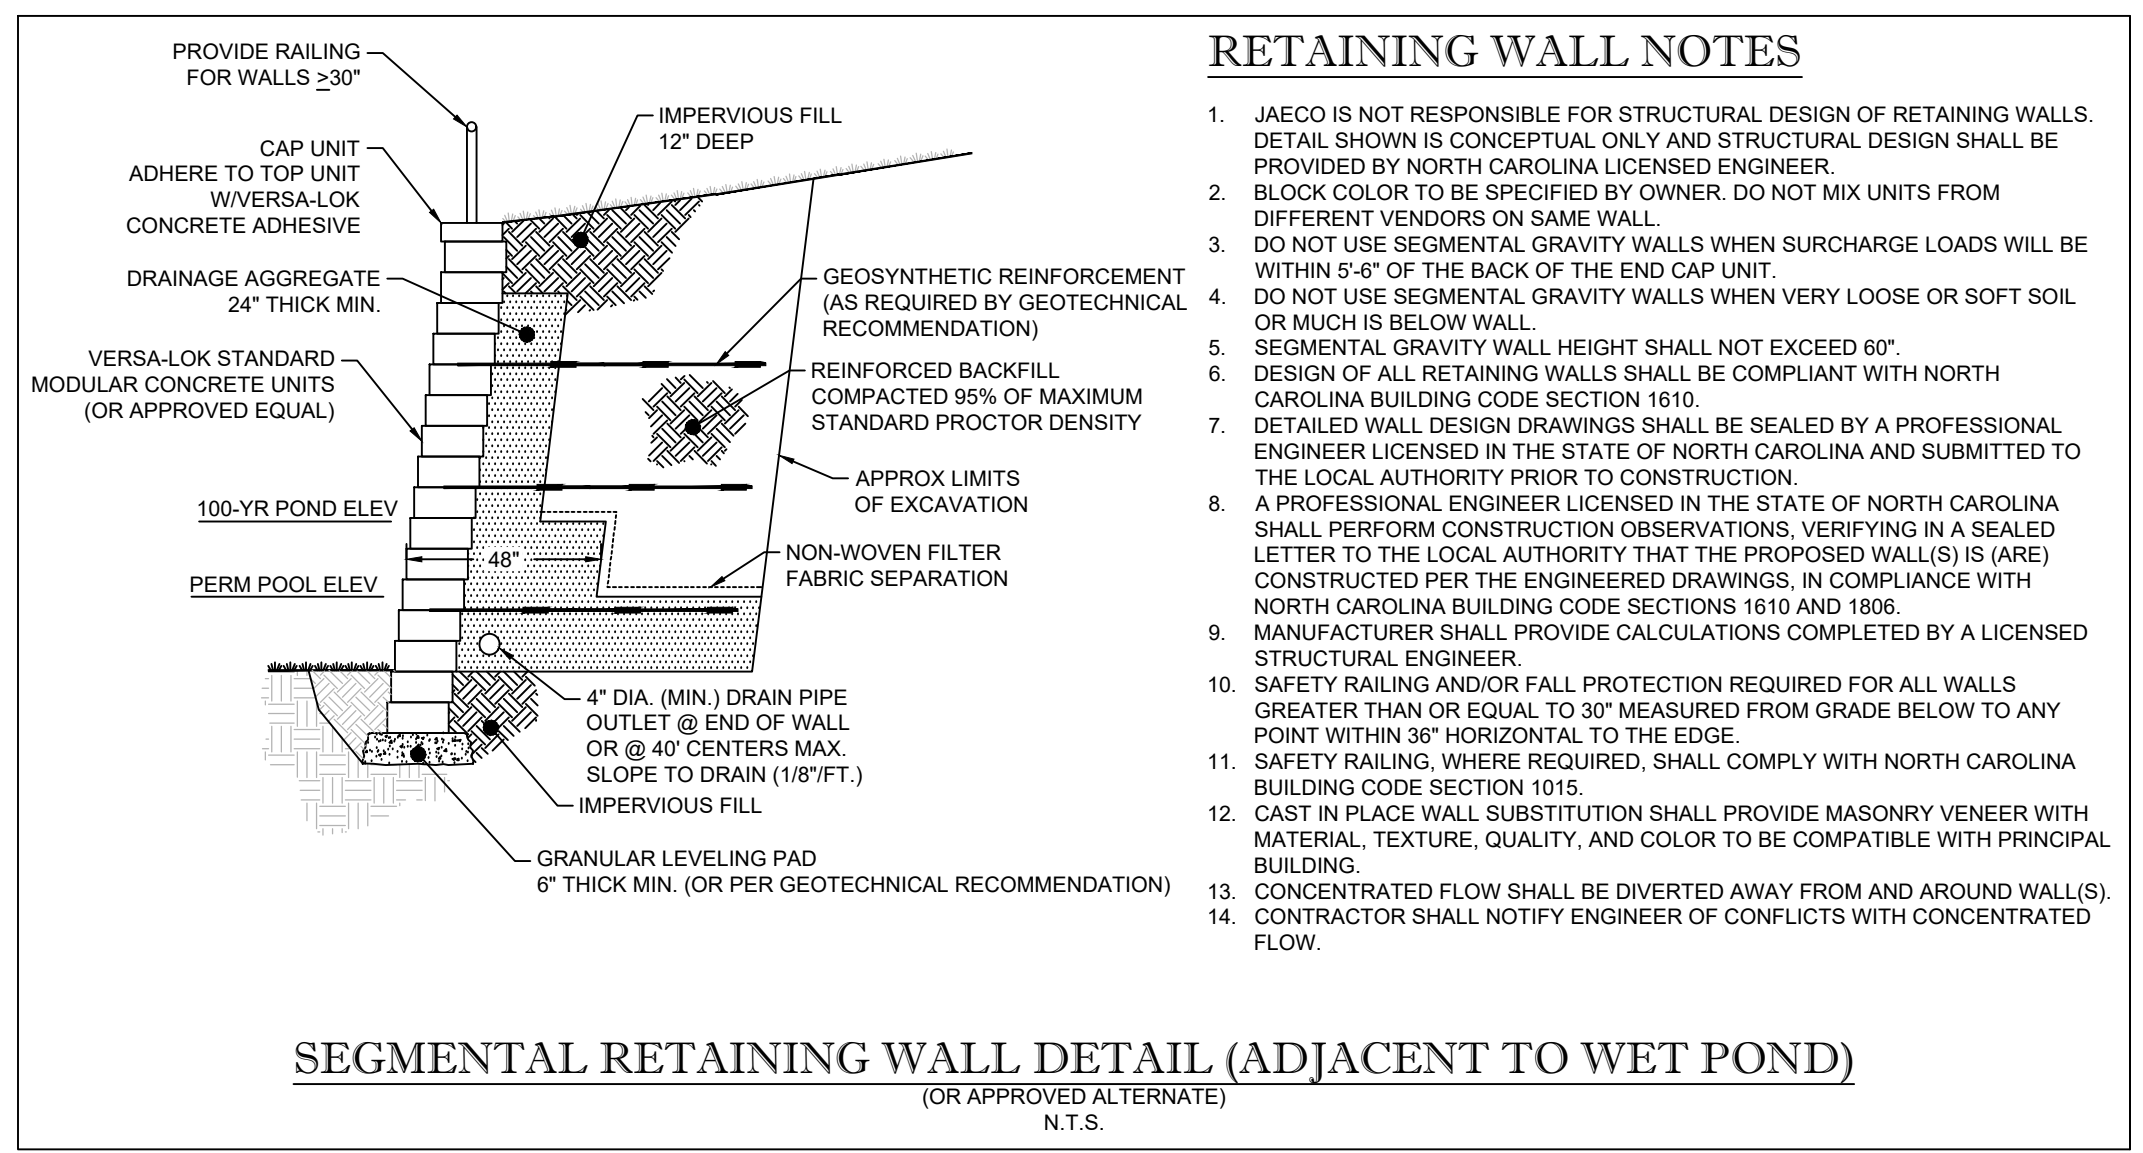 PROVIDE RAILING
FOR WALLS ≥30"
CAP UNIT
ADHERE TO TOP UNIT
W/VERSA-LOK
CONCRETE ADHESIVE
DRAINAGE AGGREGATE
24" THICK MIN.
VERSA-LOK STANDARD
MODULAR CONCRETE UNITS
(OR APPROVED EQUAL)
100-YR POND ELEV
PERM POOL ELEV
48"
IMPERVIOUS FILL
12" DEEP
GEOSYNTHETIC REINFORCEMENT
(AS REQUIRED BY GEOTECHNICAL
RECOMMENDATION)
REINFORCED BACKFILL
COMPACTED 95% OF MAXIMUM
STANDARD PROCTOR DENSITY
APPROX LIMITS
OF EXCAVATION
NON-WOVEN FILTER
FABRIC SEPARATION
4" DIA. (MIN.) DRAIN PIPE
OUTLET @ END OF WALL
OR @ 40' CENTERS MAX.
SLOPE TO DRAIN (1/8"/FT.)
IMPERVIOUS FILL
GRANULAR LEVELING PAD
6" THICK MIN. (OR PER GEOTECHNICAL RECOMMENDATION)
RETAINING WALL NOTES
1. JAECO IS NOT RESPONSIBLE FOR STRUCTURAL DESIGN OF RETAINING WALLS.
DETAIL SHOWN IS CONCEPTUAL ONLY AND STRUCTURAL DESIGN SHALL BE
PROVIDED BY NORTH CAROLINA LICENSED ENGINEER.
2. BLOCK COLOR TO BE SPECIFIED BY OWNER. DO NOT MIX UNITS FROM
DIFFERENT VENDORS ON SAME WALL.
3. DO NOT USE SEGMENTAL GRAVITY WALLS WHEN SURCHARGE LOADS WILL BE
WITHIN 5'-6" OF THE BACK OF THE END CAP UNIT.
4. DO NOT USE SEGMENTAL GRAVITY WALLS WHEN VERY LOOSE OR SOFT SOIL
OR MUCH IS BELOW WALL.
5. SEGMENTAL GRAVITY WALL HEIGHT SHALL NOT EXCEED 60".
6. DESIGN OF ALL RETAINING WALLS SHALL BE COMPLIANT WITH NORTH
CAROLINA BUILDING CODE SECTION 1610.
7. DETAILED WALL DESIGN DRAWINGS SHALL BE SEALED BY A PROFESSIONAL
ENGINEER LICENSED IN THE STATE OF NORTH CAROLINA AND SUBMITTED TO
THE LOCAL AUTHORITY PRIOR TO CONSTRUCTION.
8. A PROFESSIONAL ENGINEER LICENSED IN THE STATE OF NORTH CAROLINA
SHALL PERFORM CONSTRUCTION OBSERVATIONS, VERIFYING IN A SEALED
LETTER TO THE LOCAL AUTHORITY THAT THE PROPOSED WALL(S) IS (ARE)
CONSTRUCTED PER THE ENGINEERED DRAWINGS, IN COMPLIANCE WITH
NORTH CAROLINA BUILDING CODE SECTIONS 1610 AND 1806.
9. MANUFACTURER SHALL PROVIDE CALCULATIONS COMPLETED BY A LICENSED
STRUCTURAL ENGINEER.
10. SAFETY RAILING AND/OR FALL PROTECTION REQUIRED FOR ALL WALLS
GREATER THAN OR EQUAL TO 30" MEASURED FROM GRADE BELOW TO ANY
POINT WITHIN 36" HORIZONTAL TO THE EDGE.
11. SAFETY RAILING, WHERE REQUIRED, SHALL COMPLY WITH NORTH CAROLINA
BUILDING CODE SECTION 1015.
12. CAST IN PLACE WALL SUBSTITUTION SHALL PROVIDE MASONRY VENEER WITH
MATERIAL, TEXTURE, QUALITY, AND COLOR TO BE COMPATIBLE WITH PRINCIPAL
BUILDING.
13. CONCENTRATED FLOW SHALL BE DIVERTED AWAY FROM AND AROUND WALL(S).
14. CONTRACTOR SHALL NOTIFY ENGINEER OF CONFLICTS WITH CONCENTRATED
FLOW.
SEGMENTAL RETAINING WALL DETAIL (ADJACENT TO WET POND)
(OR APPROVED ALTERNATE)
N.T.S.